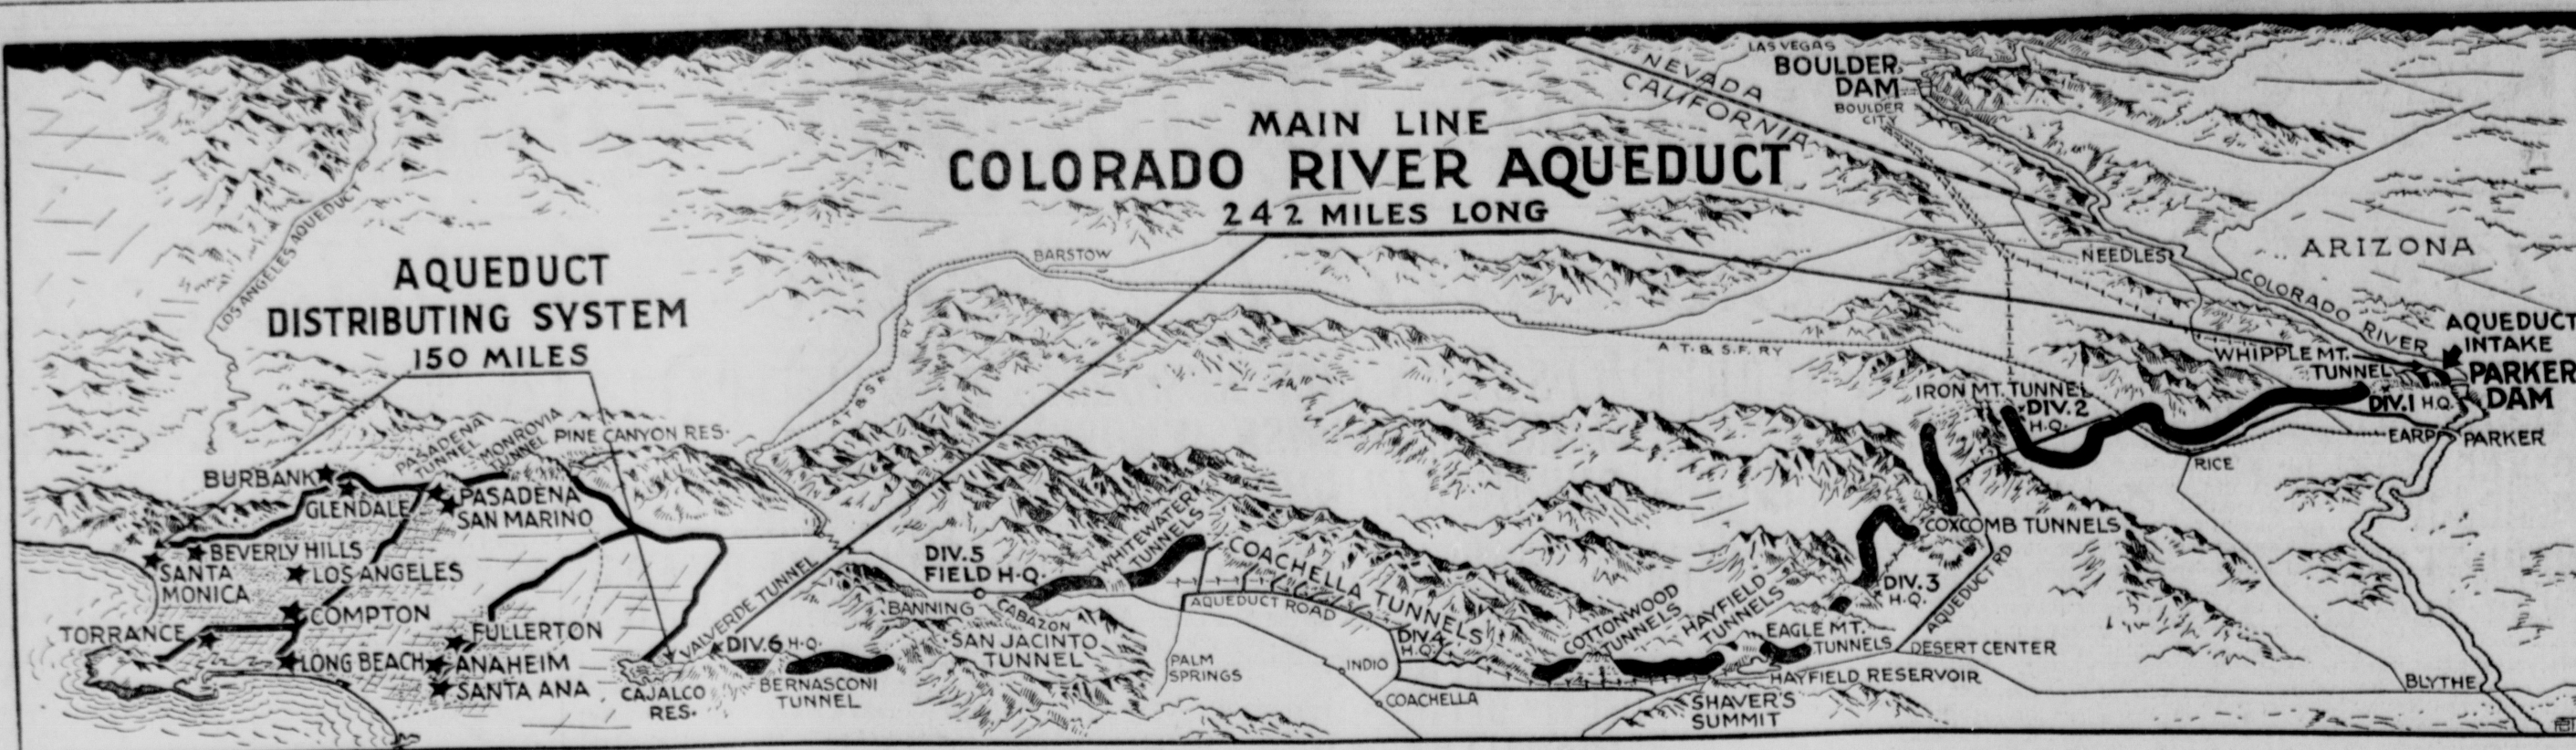 LAS VEGAS
BOULDER
DAM
BOULDER
CITY
NEVADA
CALIFORNIA
MAIN LINE
COLORADO RIVER AQUEDUCT
242 MILES LONG
LOS ANGELES AQUEDUCT
AQUEDUCT
DISTRIBUTING SYSTEM
150 MILES
BARSTOW
A.T. & S.F. RY
A.T. & S.F. RY
NEEDLES
ARIZONA
COLORADO RIVER
AQUEDUCT
INTAKE
PARKER
DAM
WHIPPLE MT.
TUNNEL
DIV. 1 H.Q.
IRON MT. TUNNEL
DIV. 2
H.Q.
EARP
PARKER
RICE
BURBANK
PASADENA
TUNNEL
MONROVIA
TUNNEL
PINE CANYON RES.
GLENDALE
PASADENA
SAN MARINO
BEVERLY HILLS
SANTA
MONICA
LOS ANGELES
COMPTON
TORRANCE
LONG BEACH
FULLERTON
ANAHEIM
SANTA ANA
CAJALCO
RES.
VALVERDE TUNNEL
DIV. 6 H.Q.
BERNASCONI
TUNNEL
DIV. 5
FIELD H.Q.
BANNING
CABAZON
SAN JACINTO
TUNNEL
WHITEWATER
TUNNELS
COACHELLA TUNNELS
AQUEDUCT ROAD
PALM
SPRINGS
INDIO
DIV. 4
H.Q.
COACHELLA
COTTONWOOD
TUNNELS
HAYFIELD
TUNNELS
COXCOMB TUNNELS
DIV. 3
H.Q.
AQUEDUCT RD
EAGLE MT.
TUNNELS
DESERT CENTER
HAYFIELD RESERVOIR
SHAVER'S
SUMMIT
BLYTHE